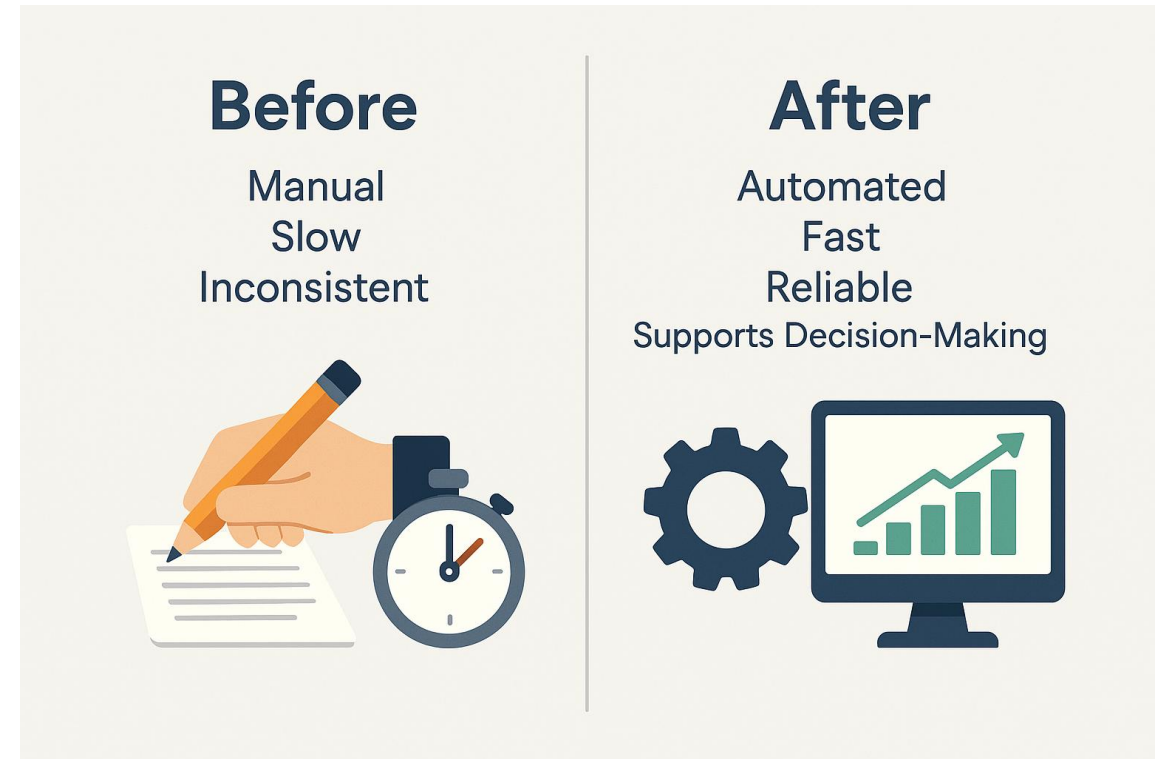 Before
Manual
Slow
Inconsistent
After
Automated
Fast
Reliable
Supports Decision-Making